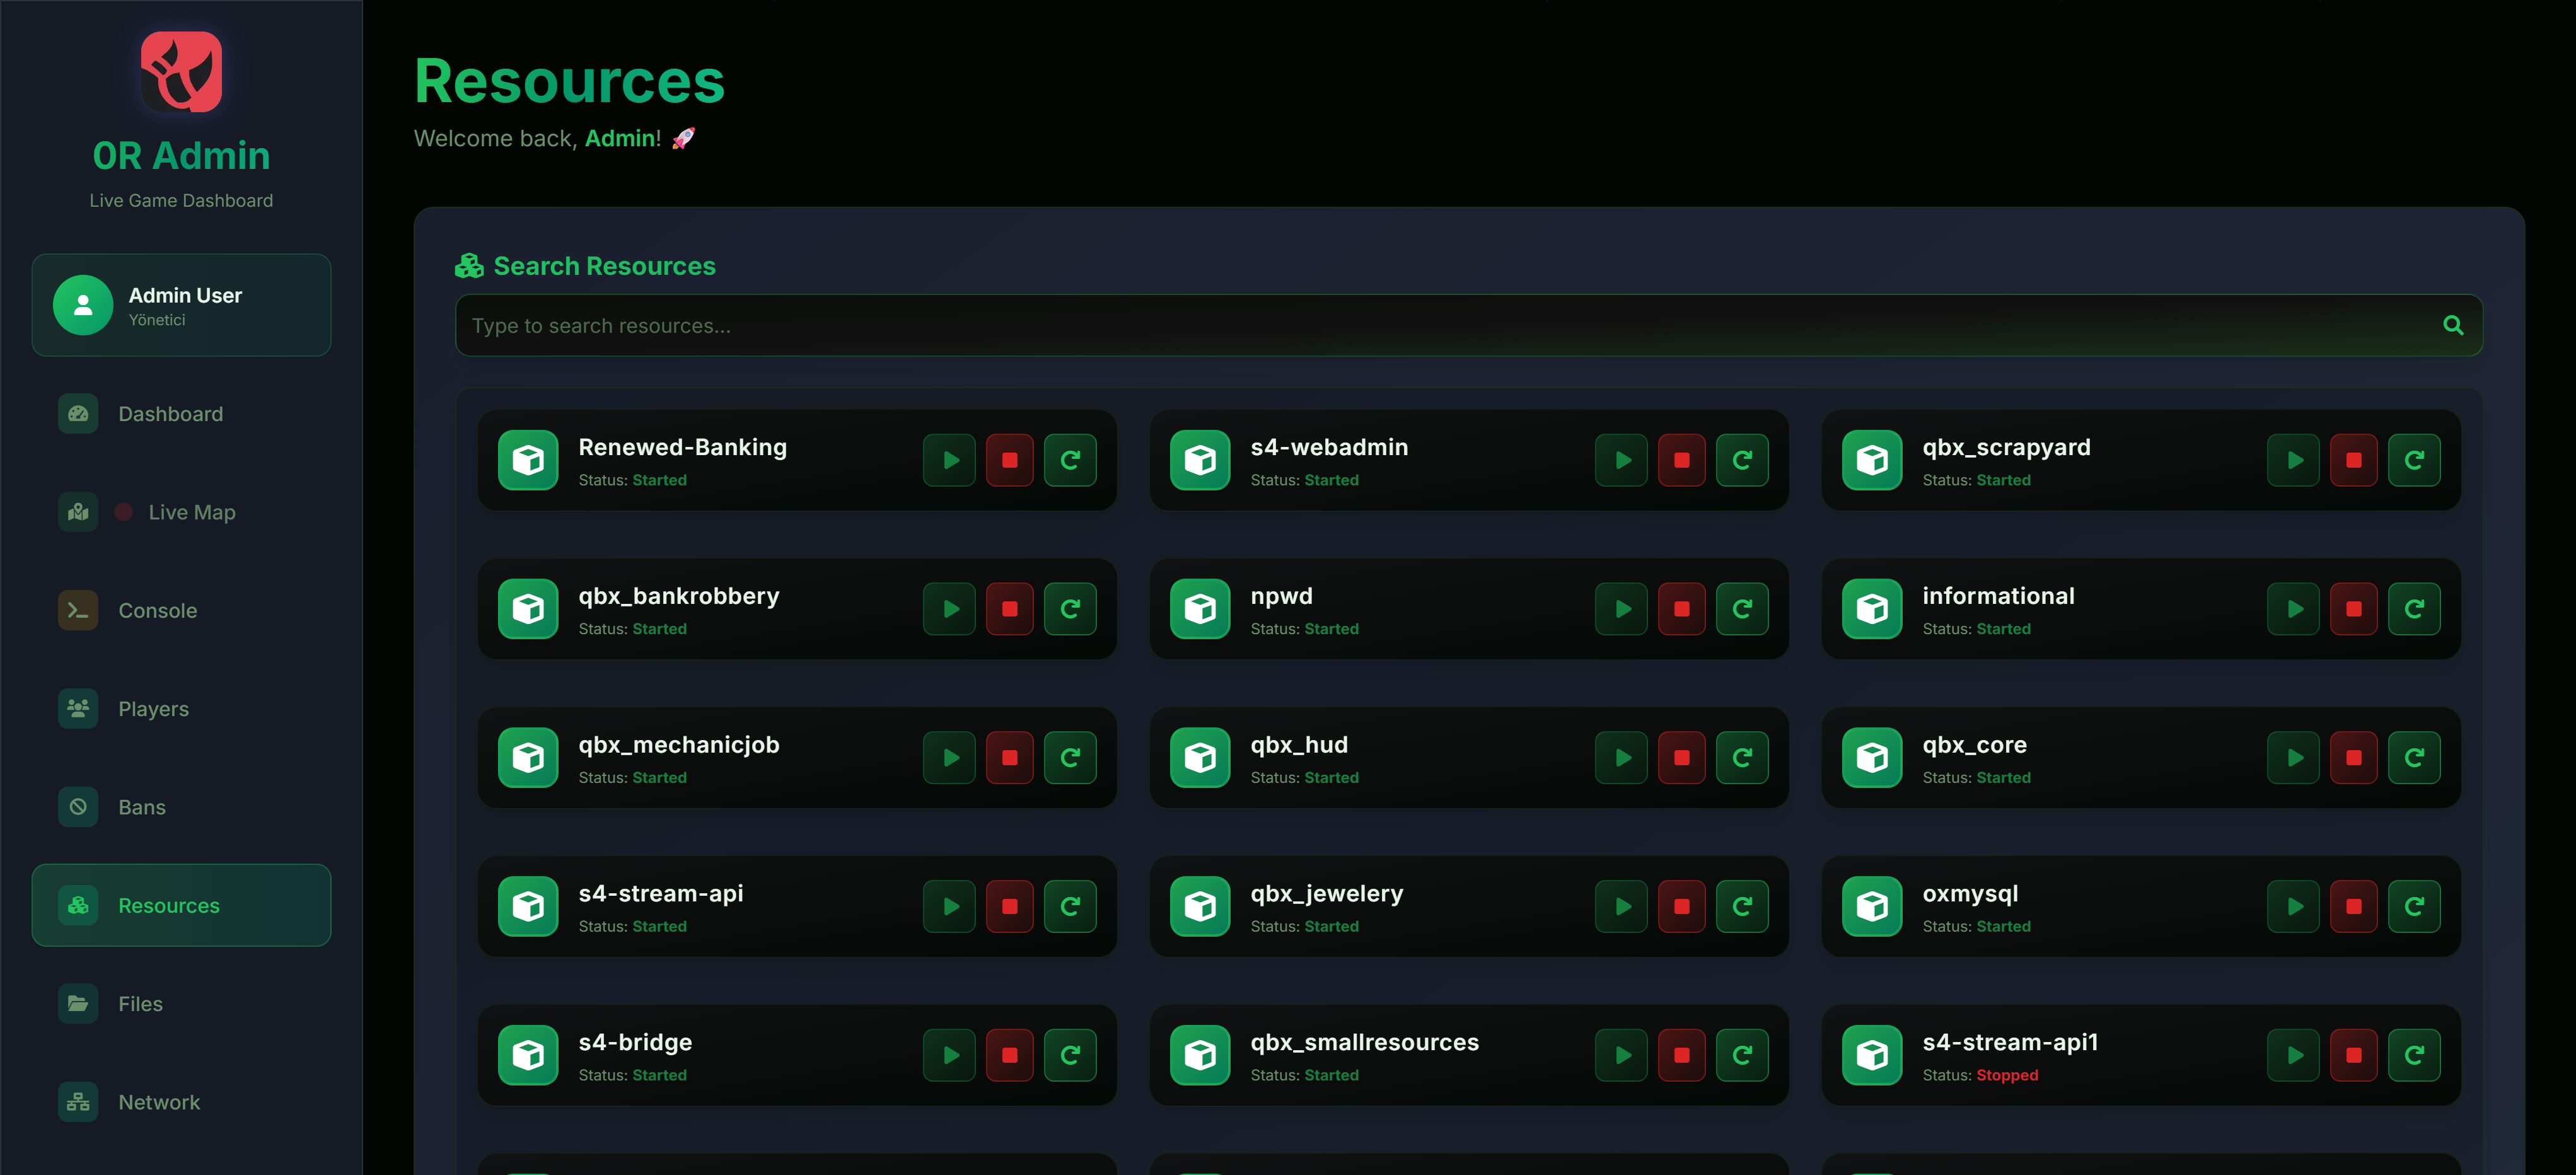 0R Admin
Live Game Dashboard
Admin User
Yönetici
Dashboard
Live Map
Console
Players
Bans
Resources
Files
Network
Resources
Welcome back, Admin! 🚀
Search Resources
Type to search resources...
Renewed-Banking
Status: Started
s4-webadmin
Status: Started
qbx_scrapyard
Status: Started
qbx_bankrobbery
Status: Started
npwd
Status: Started
informational
Status: Started
qbx_mechanicjob
Status: Started
qbx_hud
Status: Started
qbx_core
Status: Started
s4-stream-api
Status: Started
qbx_jewelery
Status: Started
oxmysql
Status: Started
s4-bridge
Status: Started
qbx_smallresources
Status: Started
s4-stream-api1
Status: Stopped